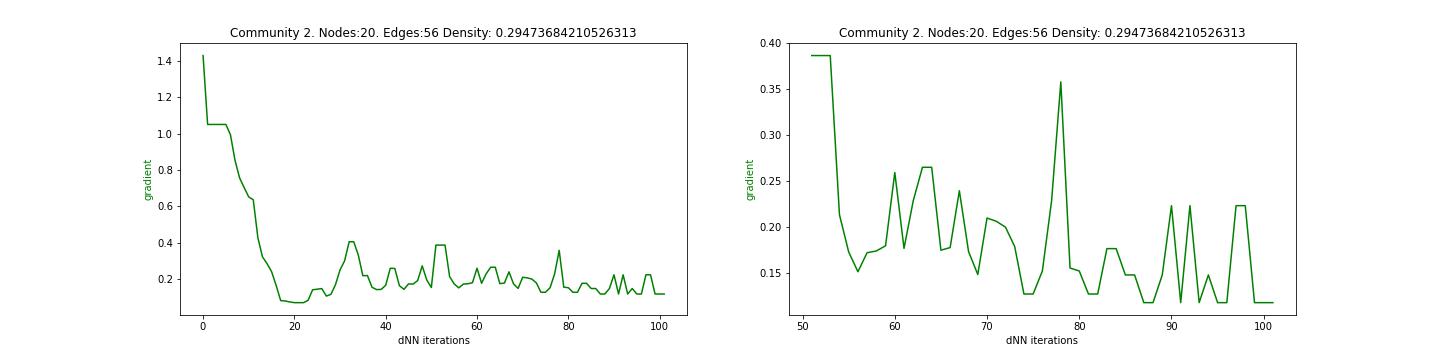 Community 2. Nodes:20. Edges:56 Density: 0.29473684210526313
1.4
1.2
1.0
0.8
0.6
0.4
0.2
gradient
0 20 40 60 80 100
dNN iterations
Community 2. Nodes:20. Edges:56 Density: 0.29473684210526313
0.40
0.35
0.30
0.25
0.20
0.15
gradient
50 60 70 80 90 100
dNN iterations